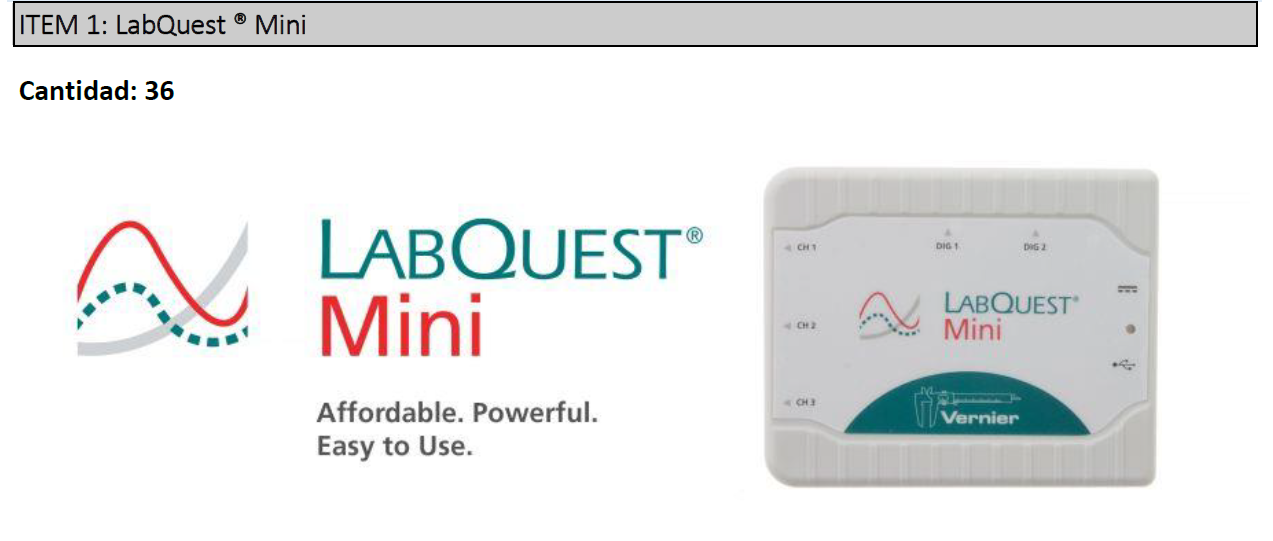 ITEM 1: LabQuest ® Mini
Cantidad: 36
LABQUEST®
Mini
Affordable. Powerful.
Easy to Use.
CH 1
DIG 1
DIG 2
CH 2
LABQUEST®
Mini
CH 3
Vernier